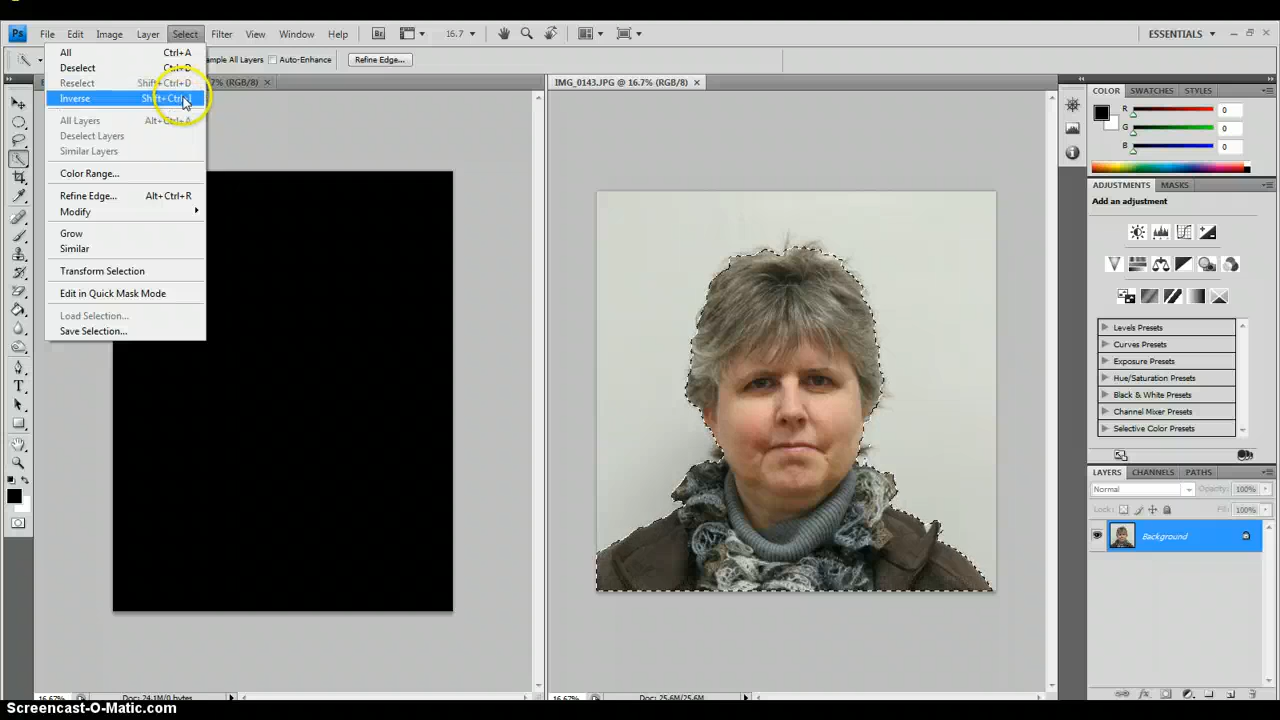 Ps File Edit Image Layer Select Filter View Window Help Br 16.7 ESSENTIALS
ample All Layers Auto-Enhance Refine Edge...
7% (RGB/8) × IMG_0143.JPG @ 16.7% (RGB/8) ×
All Ctrl+A
Deselect Ctrl+D
Reselect Shift+Ctrl+D
Inverse Shift+Ctrl+I
All Layers Alt+Ctrl+A
Deselect Layers
Similar Layers
Color Range...
Refine Edge... Alt+Ctrl+R
Modify
Grow
Similar
Transform Selection
Edit in Quick Mask Mode
Load Selection...
Save Selection...
COLOR SWATCHES STYLES
R 0
G 0
B 0
ADJUSTMENTS MASKS
Add an adjustment
Levels Presets
Curves Presets
Exposure Presets
Hue/Saturation Presets
Black & White Presets
Channel Mixer Presets
Selective Color Presets
LAYERS CHANNELS PATHS
Normal Opacity: 100%
Lock: Fill: 100%
Background
16.67% Doc: 24.1M/0 bytes 16.67% Doc: 25.6M/25.6M
Screencast-O-Matic.com